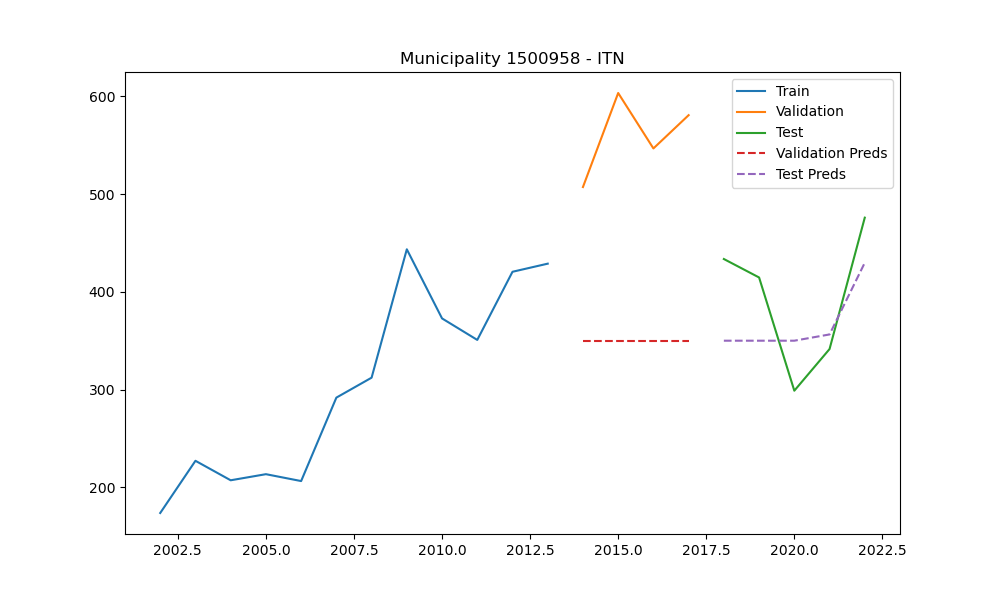 Municipality 1500958 - ITN
Train
Validation
Test
Validation Preds
Test Preds
600
500
400
300
200
2002.5 2005.0 2007.5 2010.0 2012.5 2015.0 2017.5 2020.0 2022.5